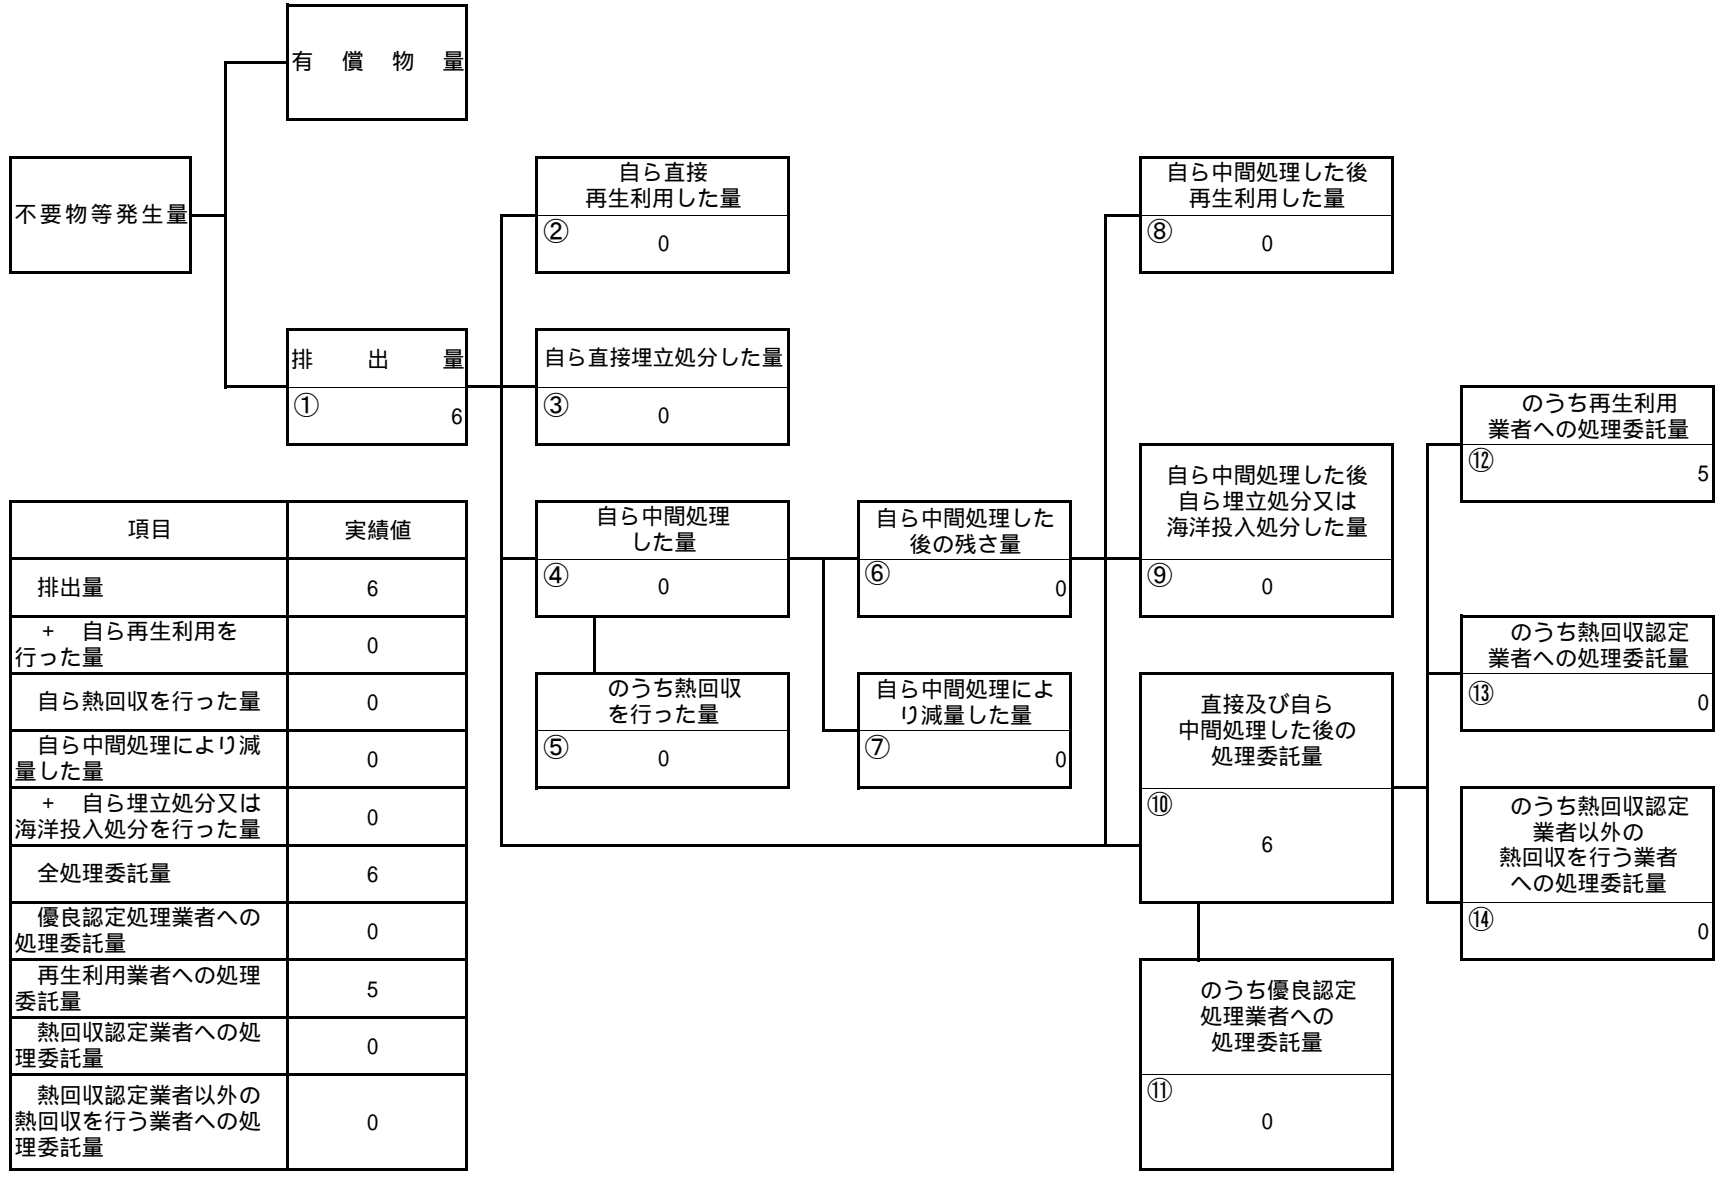 有償物量
不要物等発生量
排出量
①
6
自ら直接
再生利用した量
②
0
自ら直接埋立処分した量
③
0
自ら中間処理
した量
④
0
のうち熱回収
を行った量
⑤
0
自ら中間処理した
後の残さ量
⑥
0
自ら中間処理によ
り減量した量
⑦
0
自ら中間処理した後
再生利用した量
⑧
0
自ら中間処理した後
自ら埋立処分又は
海洋投入処分した量
⑨
0
直接及び自ら
中間処理した後の
処理委託量
⑩
6
のうち優良認定
処理業者への
処理委託量
⑪
0
のうち再生利用
業者への処理委託量
⑫
5
のうち熱回収認定
業者への処理委託量
⑬
0
のうち熱回収認定
業者以外の
熱回収を行う業者
への処理委託量
⑭
0
項目 実績値
排出量 6
+ 自ら再生利用を
行った量 0
自ら熱回収を行った量 0
自ら中間処理により減
量した量 0
+ 自ら埋立処分又は
海洋投入処分を行った量 0
全処理委託量 6
優良認定処理業者への
処理委託量 0
再生利用業者への処理
委託量 5
熱回収認定業者への処
理委託量 0
熱回収認定業者以外の
熱回収を行う業者への処
理委託量 0